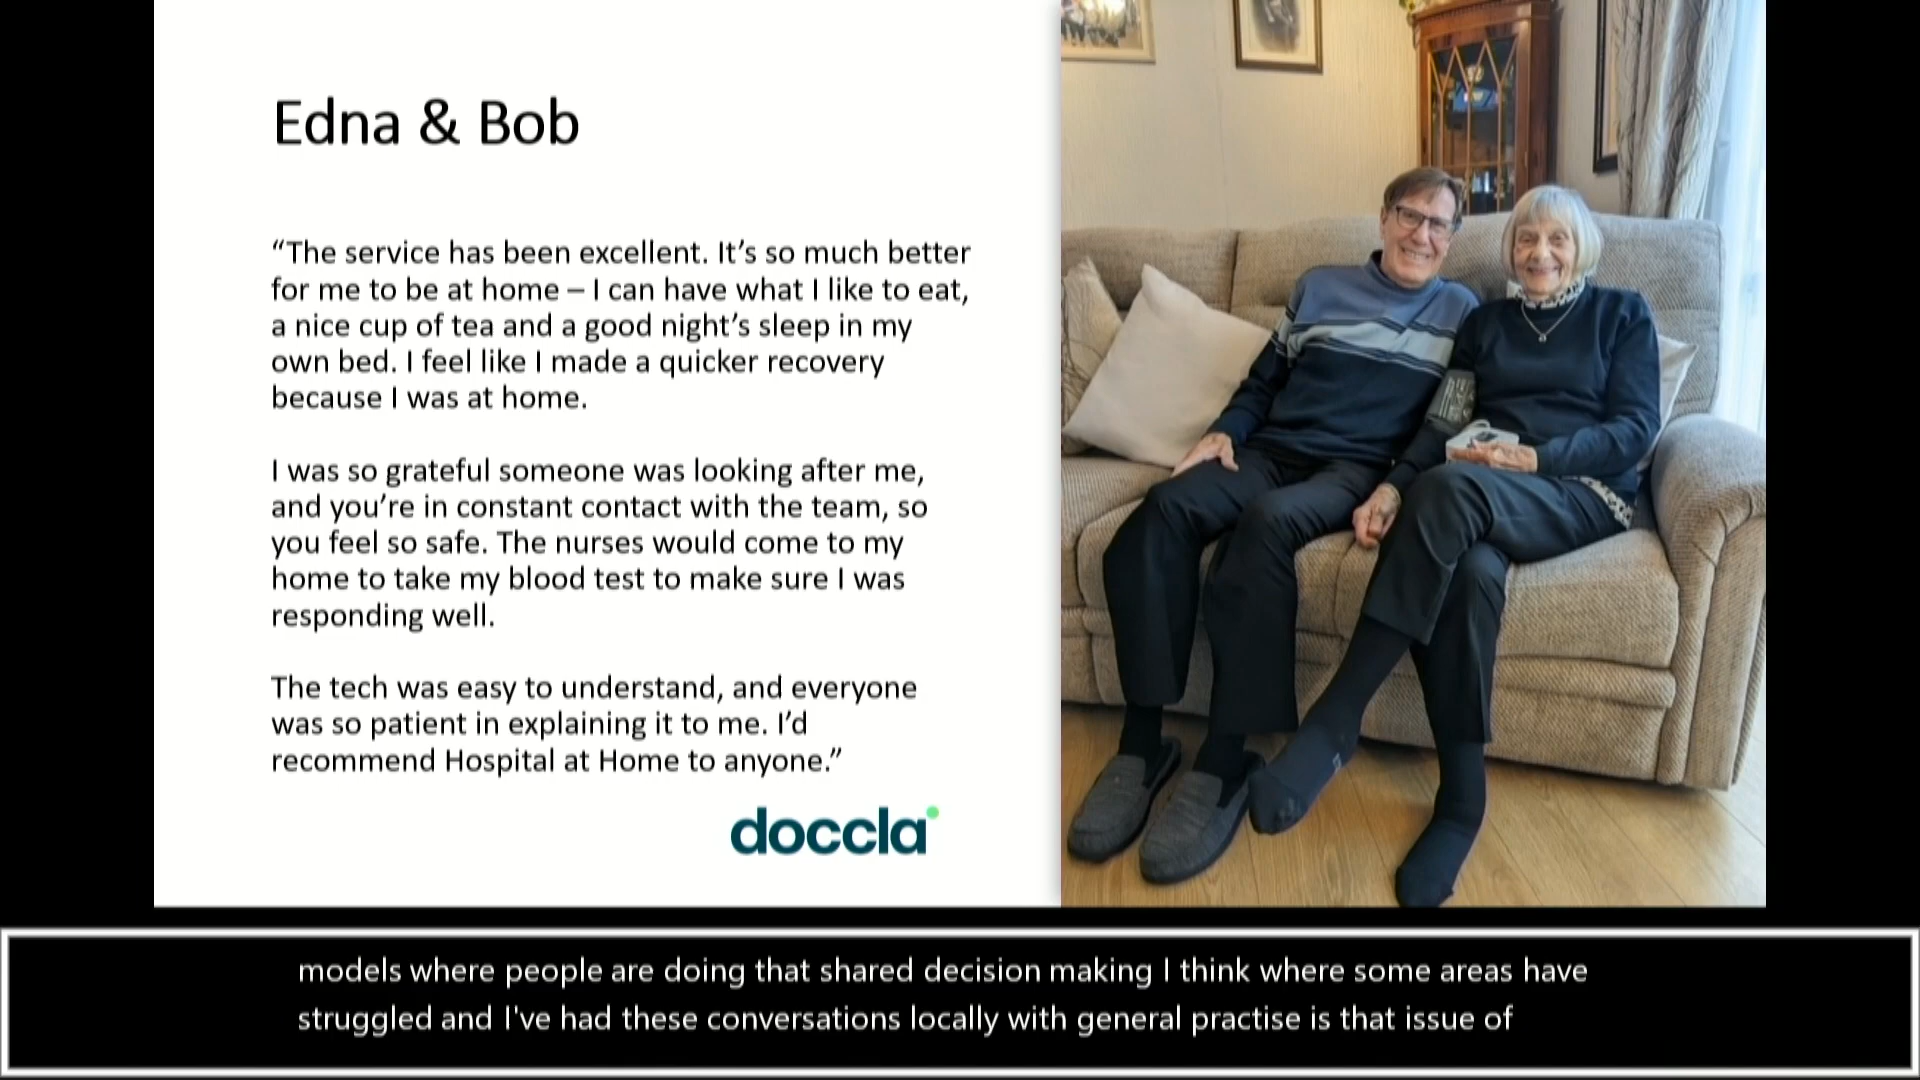 Edna & Bob
“The service has been excellent. It’s so much better
for me to be at home – I can have what I like to eat,
a nice cup of tea and a good night’s sleep in my
own bed. I feel like I made a quicker recovery
because I was at home.
I was so grateful someone was looking after me,
and you’re in constant contact with the team, so
you feel so safe. The nurses would come to my
home to take my blood test to make sure I was
responding well.
The tech was easy to understand, and everyone
was so patient in explaining it to me. I’d
recommend Hospital at Home to anyone.”
doccla
models where people are doing that shared decision making I think where some areas have
struggled and I've had these conversations locally with general practise is that issue of